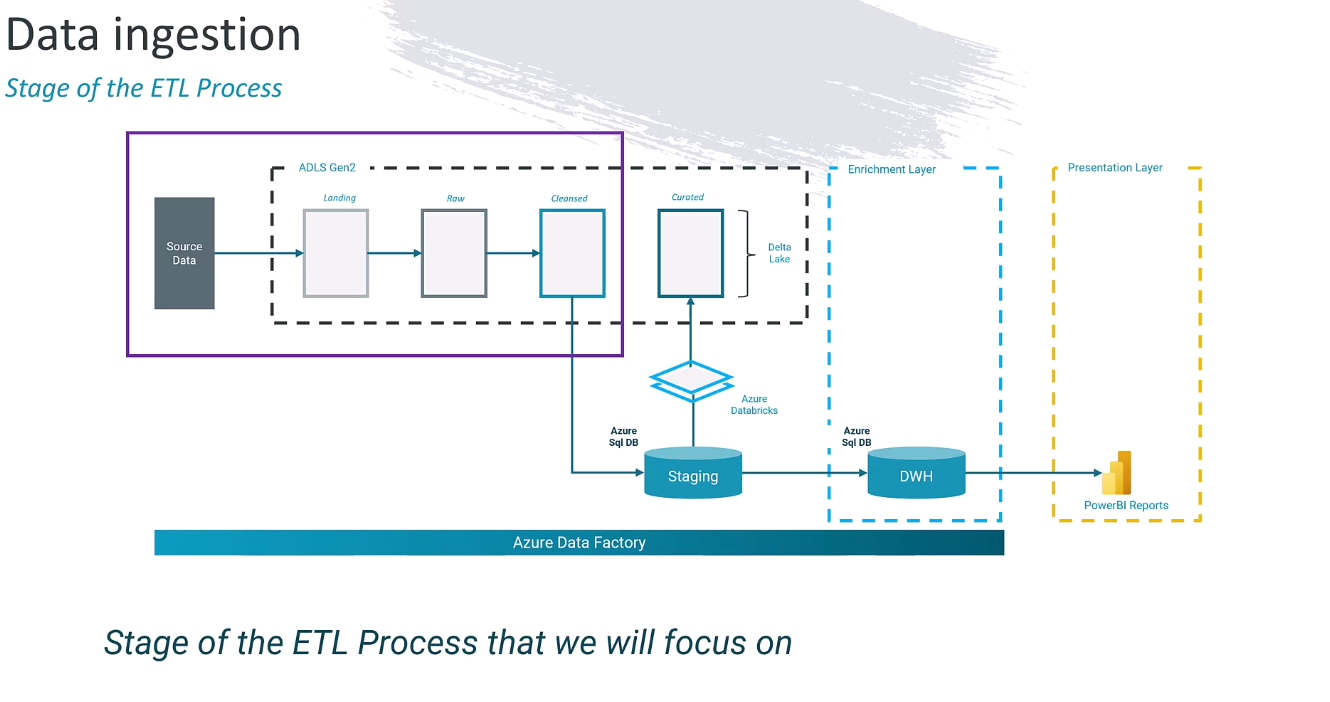 Data ingestion
Stage of the ETL Process
ADLS Gen2
Enrichment Layer
Presentation Layer
Landing
Raw
Cleansed
Curated
Source
Data
Delta
Lake
Azure
Databricks
Azure
Sql DB
Azure
Sql DB
Staging
DWH
PowerBI Reports
Azure Data Factory
Stage of the ETL Process that we will focus on